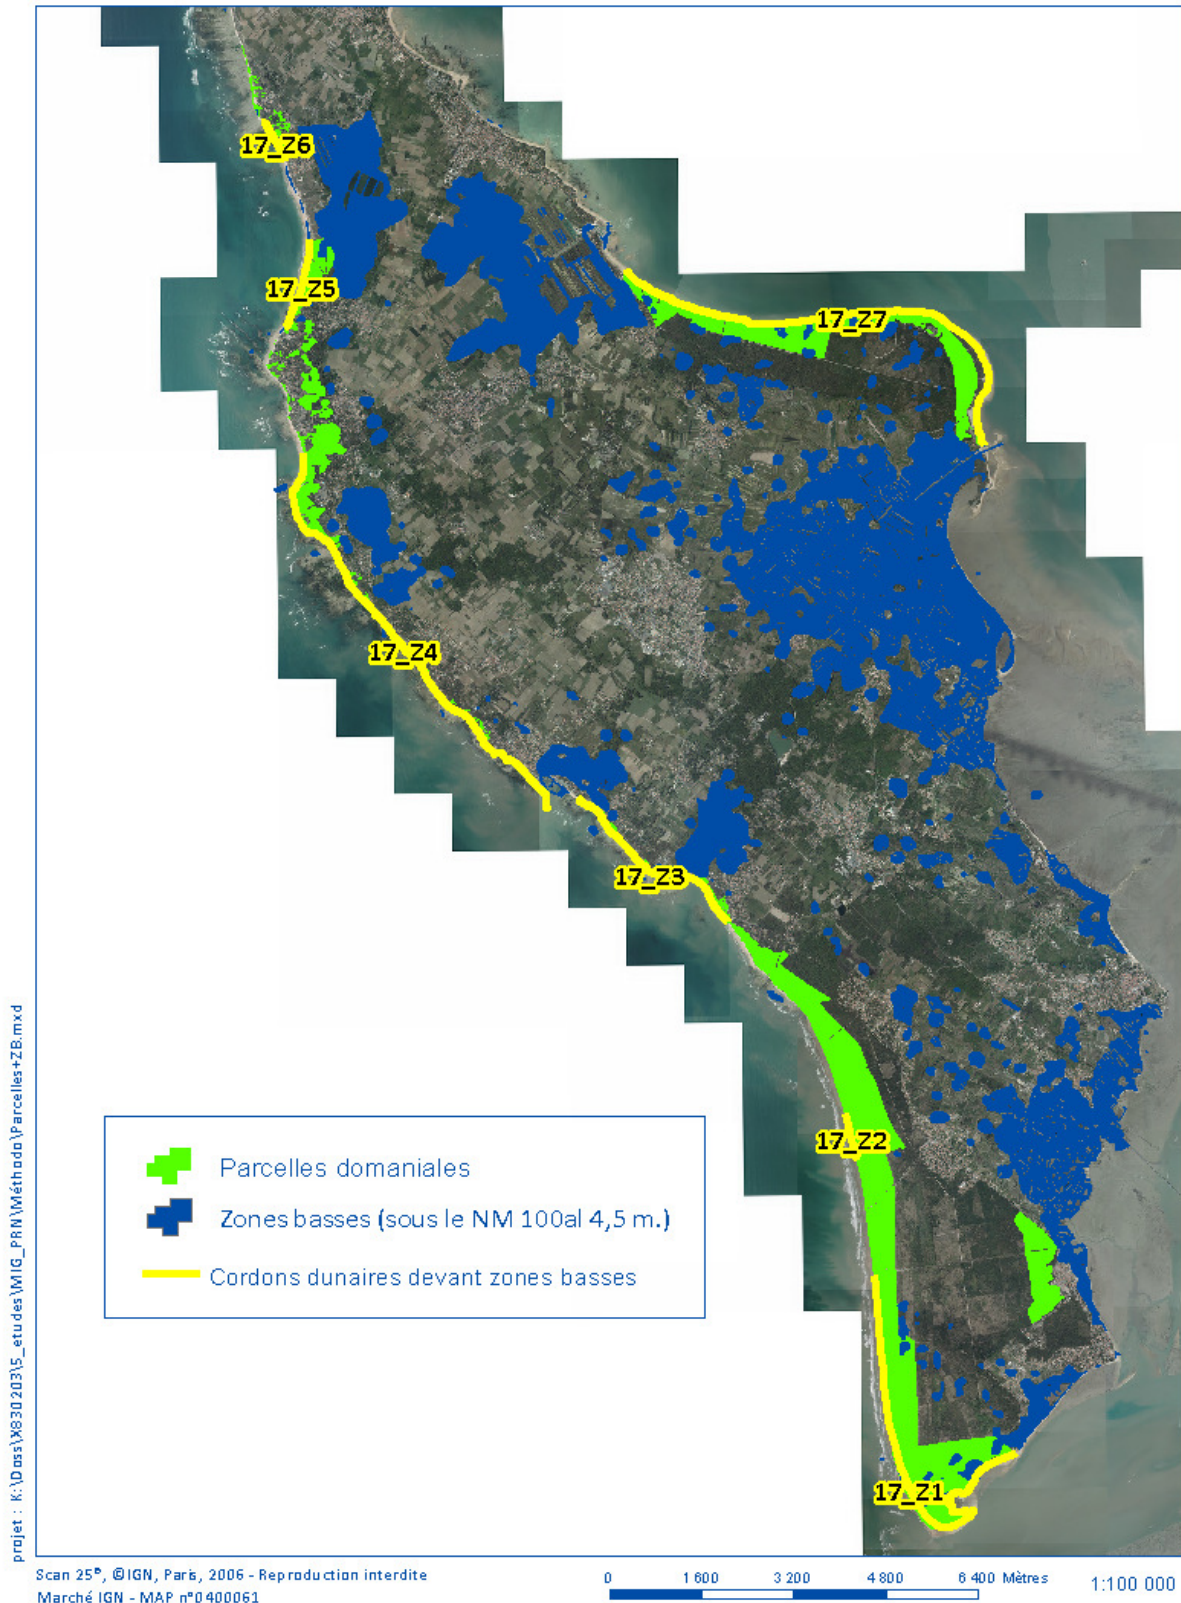 17_Z6
17_Z5
17_Z7
17_Z4
17_Z3
17_Z2
17_Z1
Parcelles domaniales
Zones basses (sous le NM 100al 4,5 m.)
Cordons dunaires devant zones basses
projet : K:\Doss\X830203\5_etudes\MIG_PRN\Méthodo\Parcelles+ZB.mxd
Scan 25®, ©IGN, Paris, 2006 - Reproduction interdite
Marché IGN - MAP n°0400061
0 1 600 3 200 4 800 6 400 Mètres
1:100 000